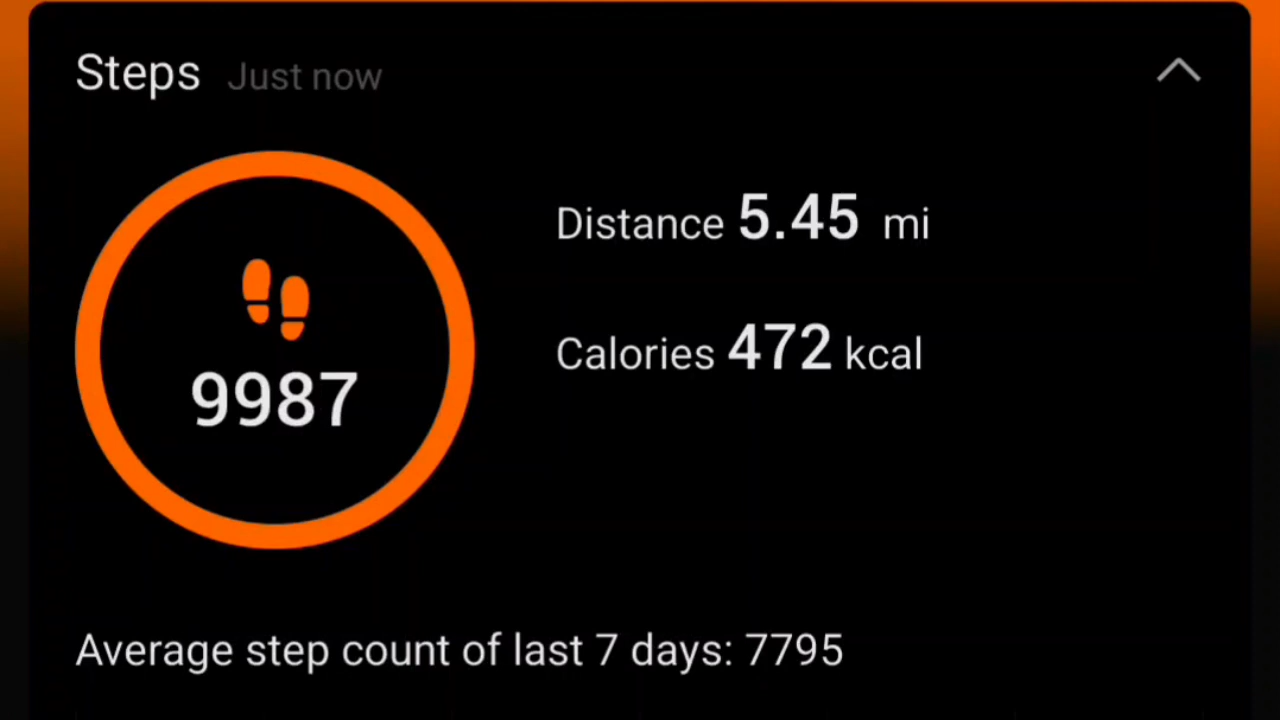 Steps Just now
Distance 5.45 mi
9987
Calories 472 kcal
Average step count of last 7 days: 7795